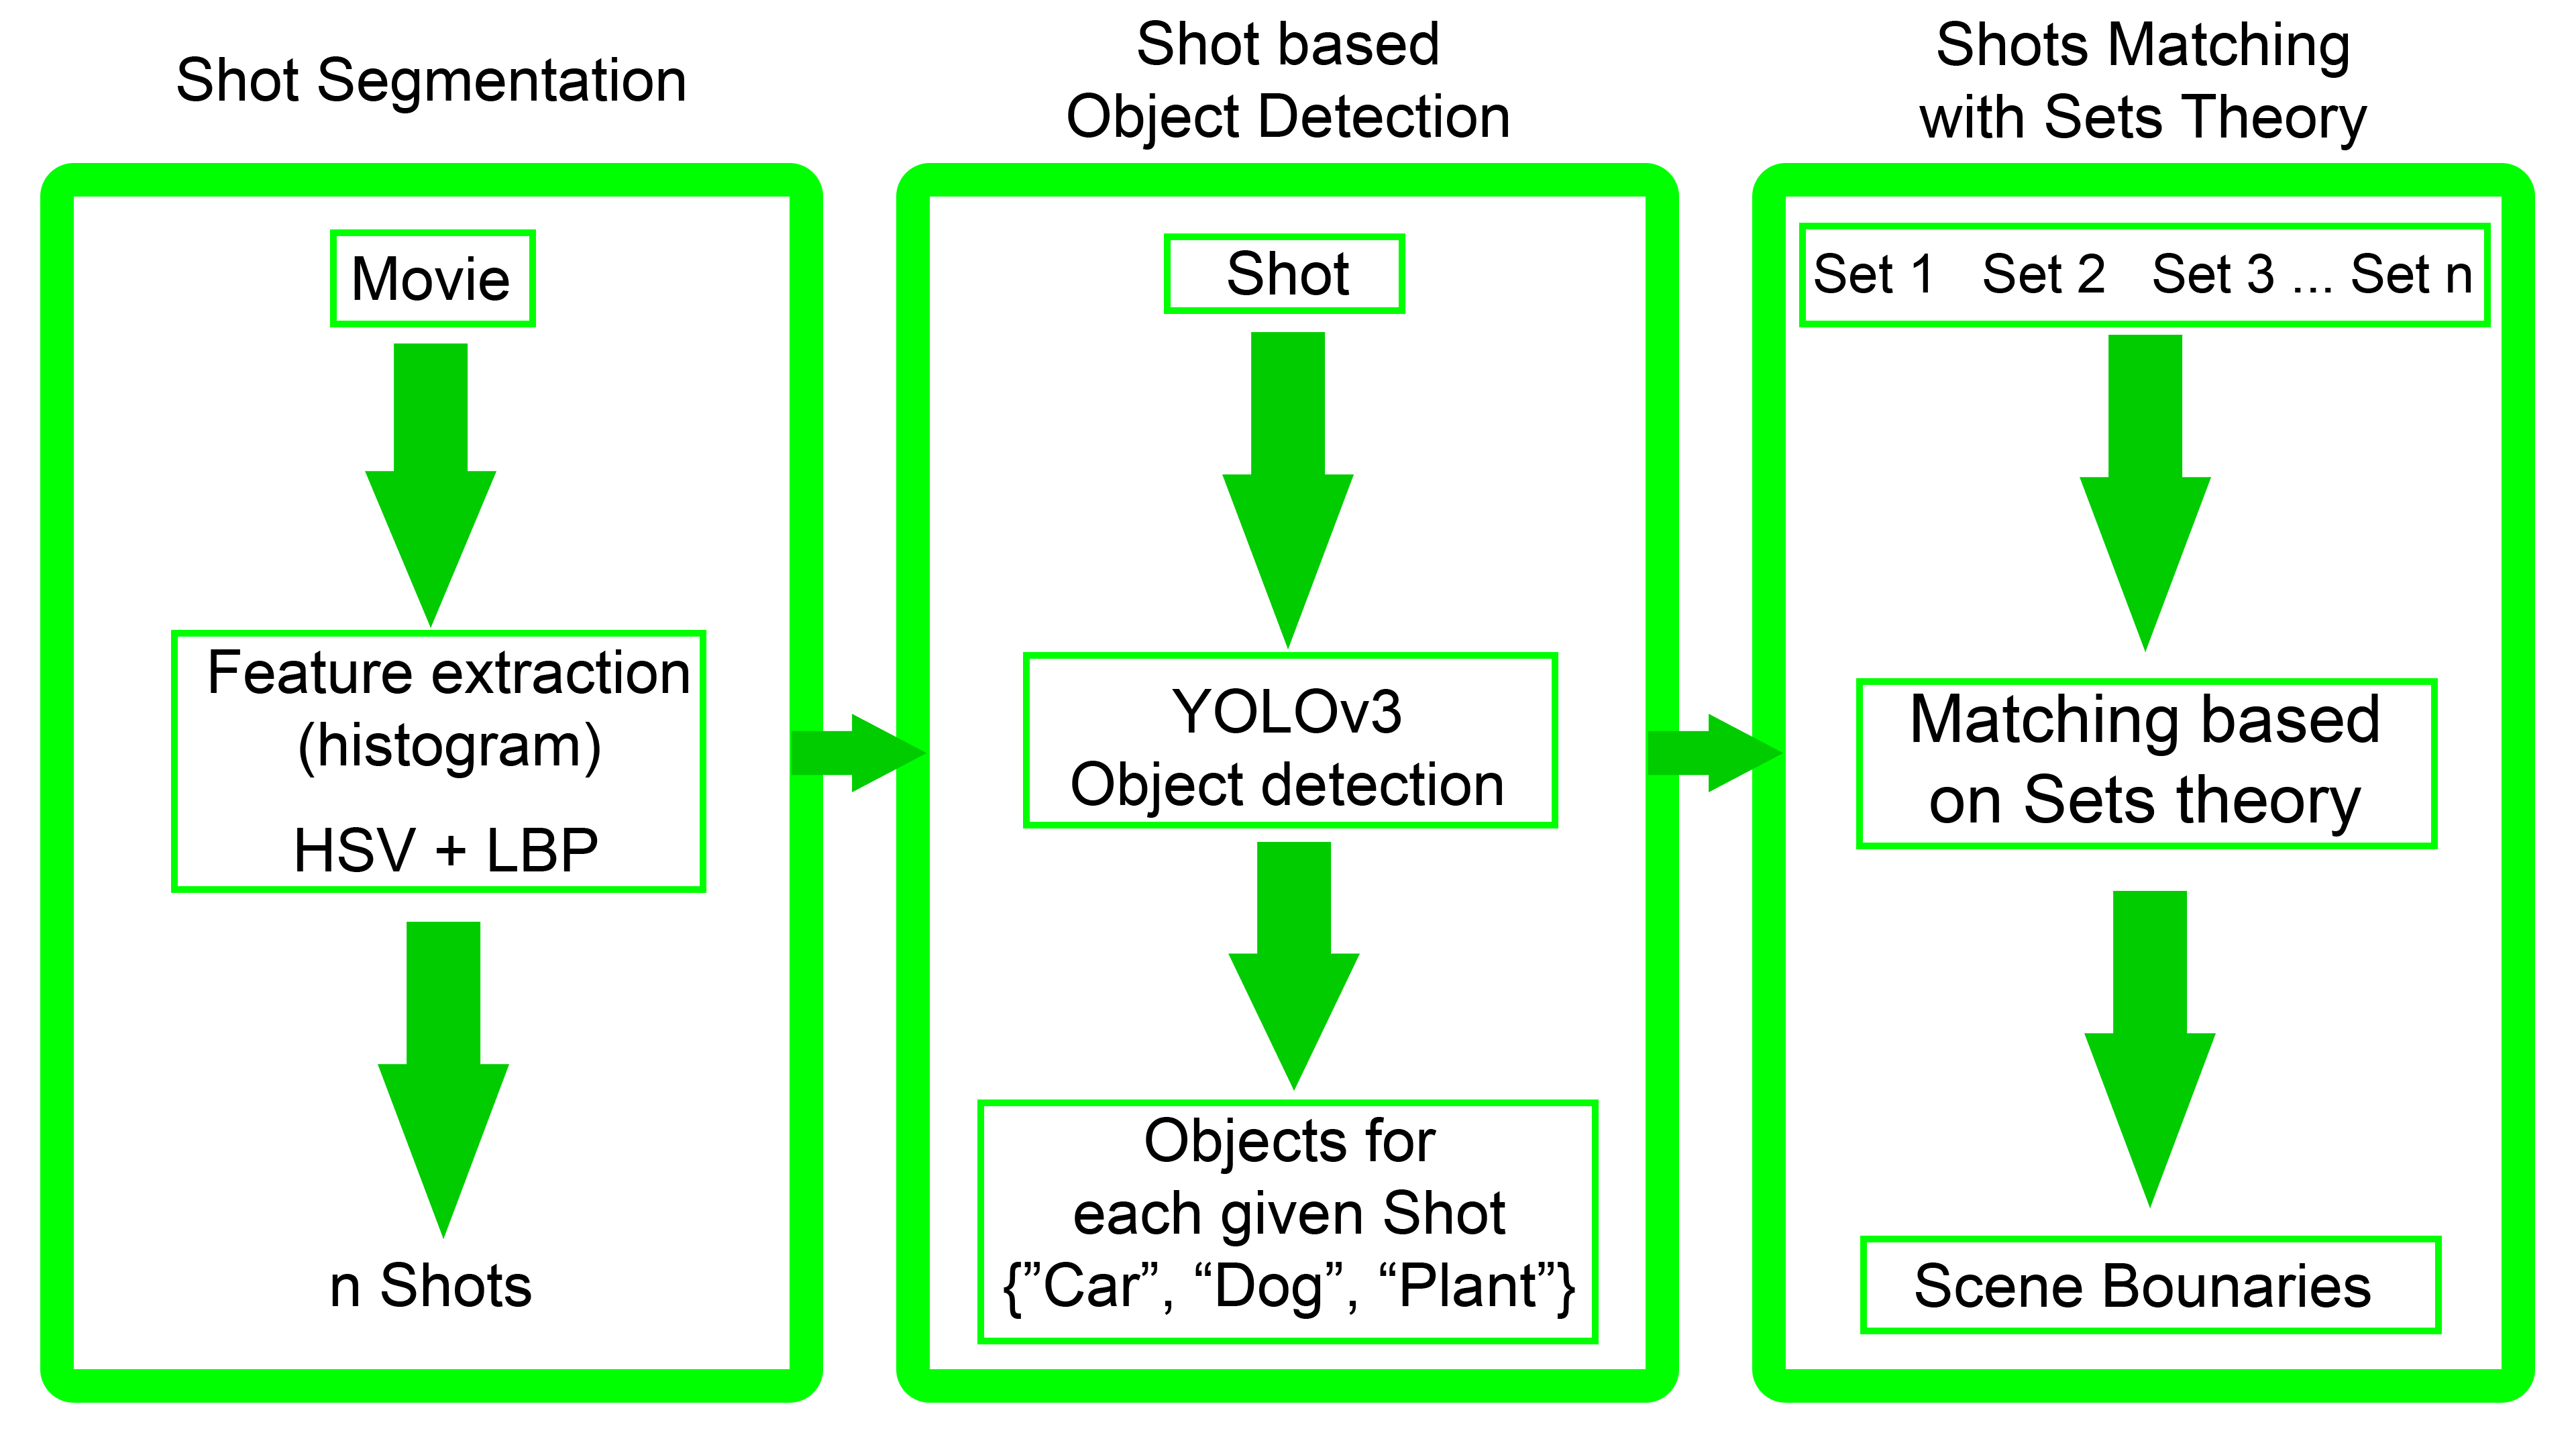 Shot Segmentation
Movie
Feature extraction
(histogram)
HSV + LBP
n Shots
Shot based
Object Detection
Shot
YOLOv3
Object detection
Objects for
each given Shot
{”Car”, “Dog”, “Plant”}
Shots Matching
with Sets Theory
Set 1 Set 2 Set 3 ... Set n
Matching based
on Sets theory
Scene Bounaries